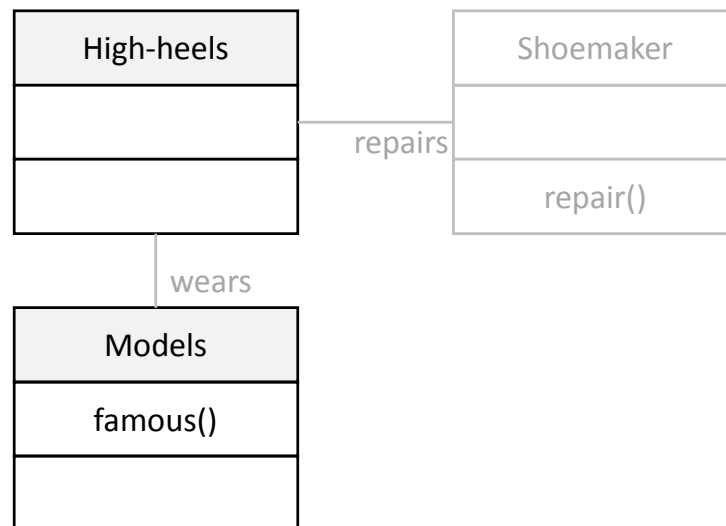 High-heels
Shoemaker
repairs
repair()
wears
Models
famous()